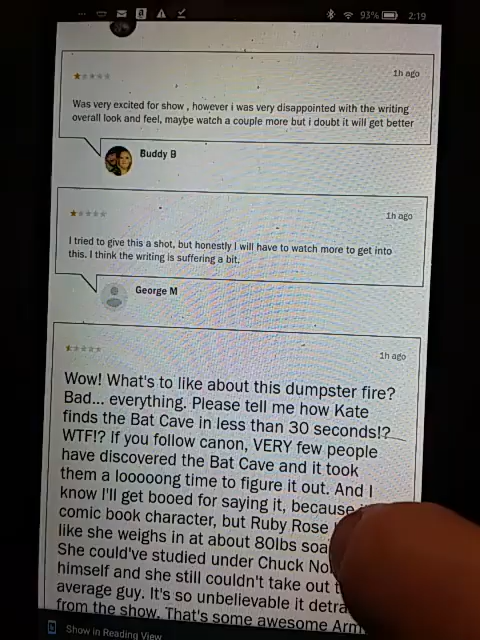 93% 2:19
1h ago
Was very excited for show , however i was very disappointed with the writing
overall look and feel, maybe watch a couple more but i doubt it will get better
Buddy B
1h ago
I tried to give this a shot, but honestly I will have to watch more to get into
this. I think the writing is suffering a bit.
George M
1h ago
Wow! What's to like about this dumpster fire?
Bad... everything. Please tell me how Kate
finds the Bat Cave in less than 30 seconds!?
WTF!? If you follow canon, VERY few people
have discovered the Bat Cave and it took
them a looooong time to figure it out. And I
know I'll get booed for saying it, because
comic book character, but Ruby Rose
like she weighs in at about 80lbs soa
She could've studied under Chuck No
himself and she still couldn't take out
average guy. It's so unbelievable it detra
from the show. That's some awesome Arm
Show in Reading View